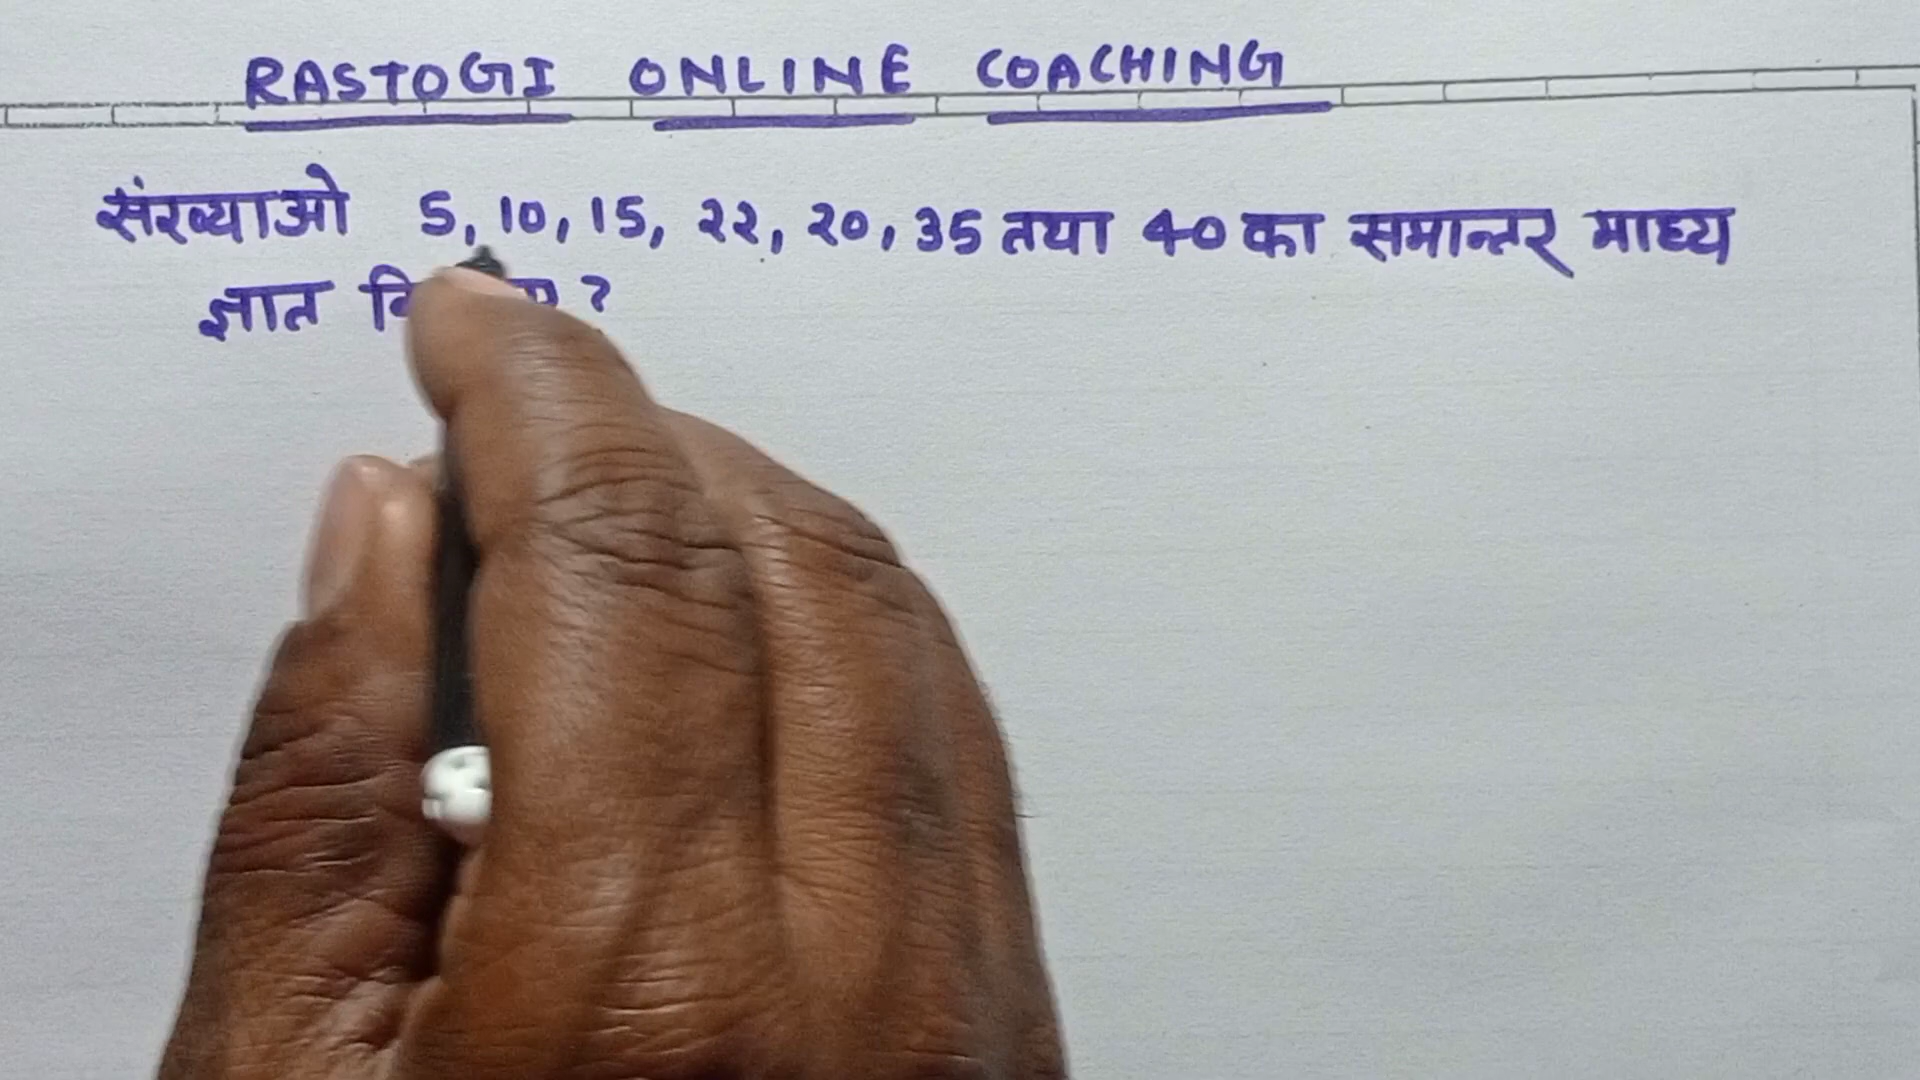 RASTOGI ONLINE COACHING
संख्याओ 5, 10, 15, 22, 20, 35 तथा 40 का समान्तर माध्य
ज्ञात ?